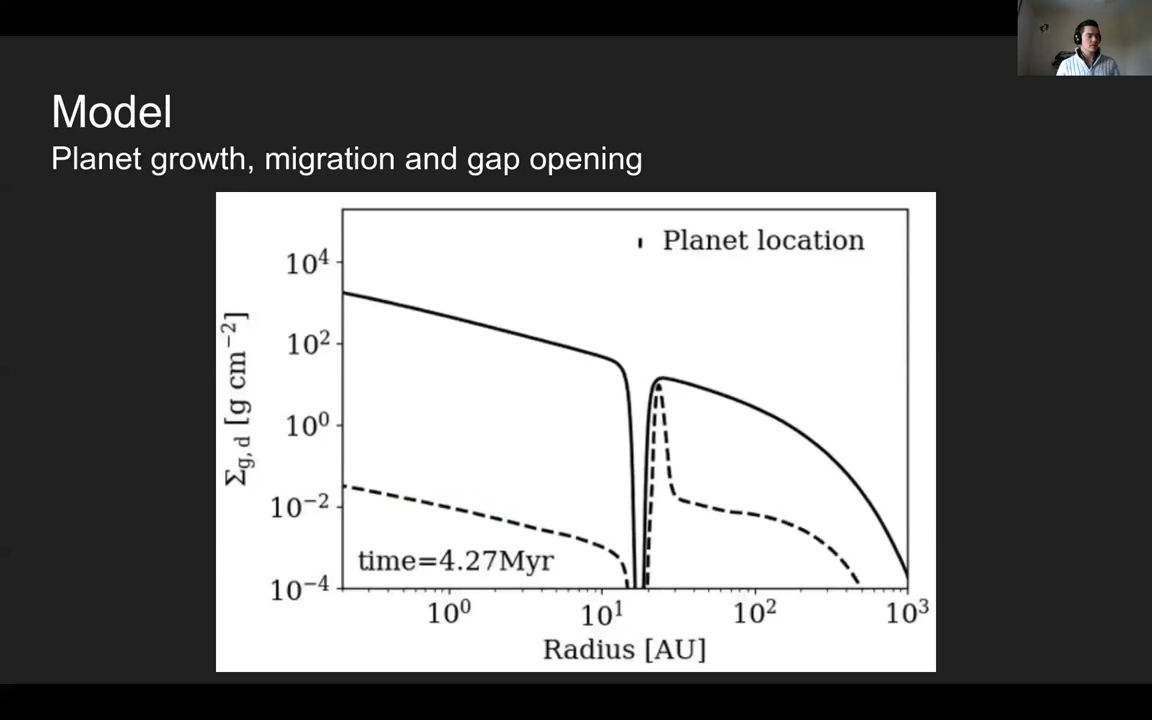 Model
Planet growth, migration and gap opening
Planet location
10⁴
10²
10⁰
10⁻²
10⁻⁴
Σg, d [g cm⁻²]
time=4.27Myr
10⁰
10¹
10²
10³
Radius [AU]